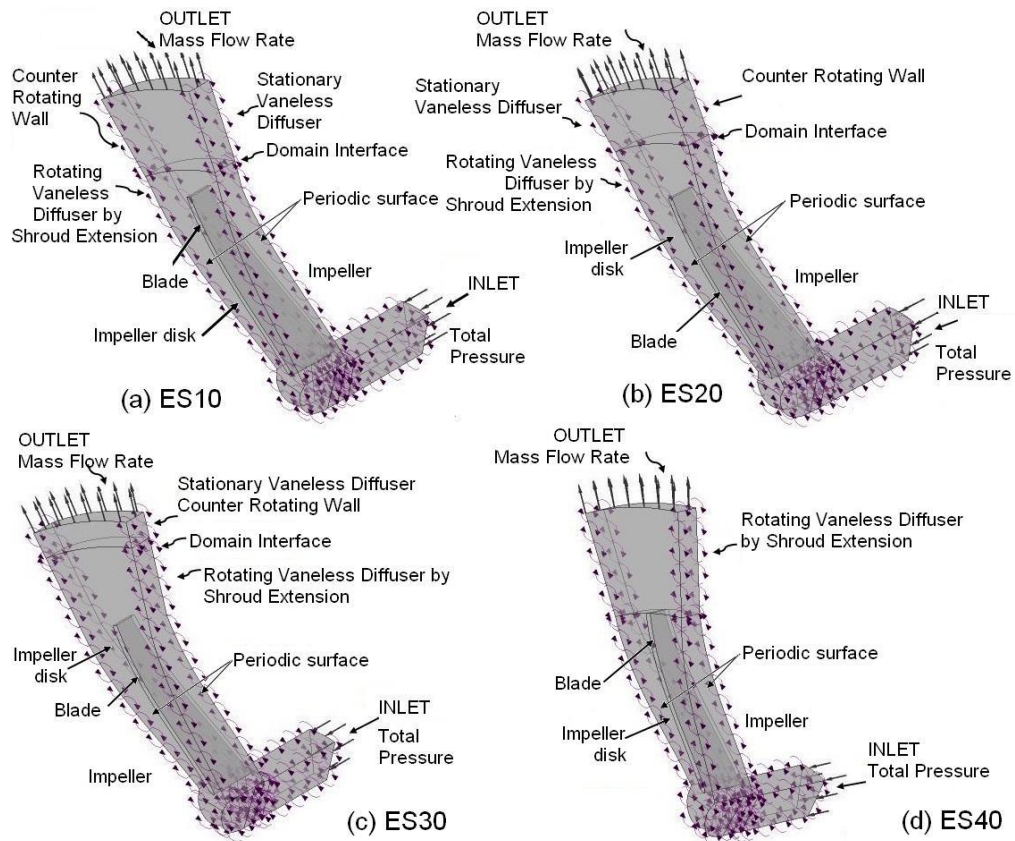 OUTLET
Mass Flow Rate
Counter
Rotating
Wall
Stationary
Vaneless
Diffuser
Domain Interface
Rotating
Vaneless
Diffuser by
Shroud Extension
Periodic surface
Blade
Impeller
INLET
Impeller disk
Total
Pressure
(a) ES10
OUTLET
Mass Flow Rate
Counter Rotating Wall
Stationary
Vaneless Diffuser
Domain Interface
Rotating Vaneless
Diffuser by
Shroud Extension
Periodic surface
Impeller
disk
Impeller
INLET
Blade
Total
Pressure
(b) ES20
OUTLET
Mass Flow Rate
Stationary Vaneless Diffuser
Counter Rotating Wall
Domain Interface
Rotating Vaneless Diffuser by
Shroud Extension
Impeller
disk
Periodic surface
Blade
INLET
Total
Pressure
Impeller
(c) ES30
OUTLET
Mass Flow Rate
Rotating Vaneless Diffuser
by Shroud Extension
Periodic surface
Blade
Impeller
disk
Impeller
INLET
Total Pressure
(d) ES40